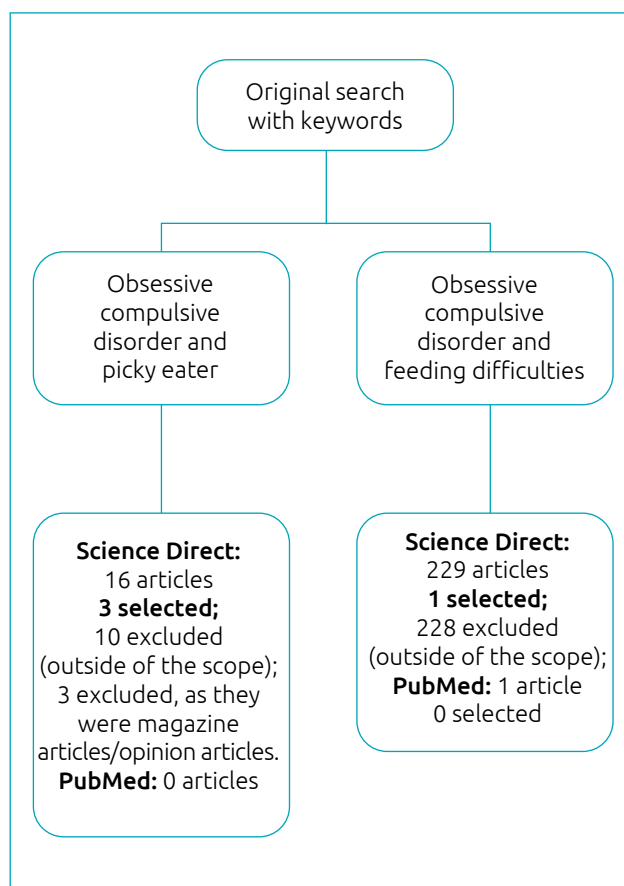 Original search
with keywords
Obsessive
compulsive
disorder and
picky eater
Obsessive
compulsive
disorder and
feeding difficulties
Science Direct:
16 articles
3 selected;
10 excluded
(outside of the scope);
3 excluded, as they
were magazine
articles/opinion articles.
PubMed: 0 articles
Science Direct:
229 articles
1 selected;
228 excluded
(outside of the scope);
PubMed: 1 article
0 selected